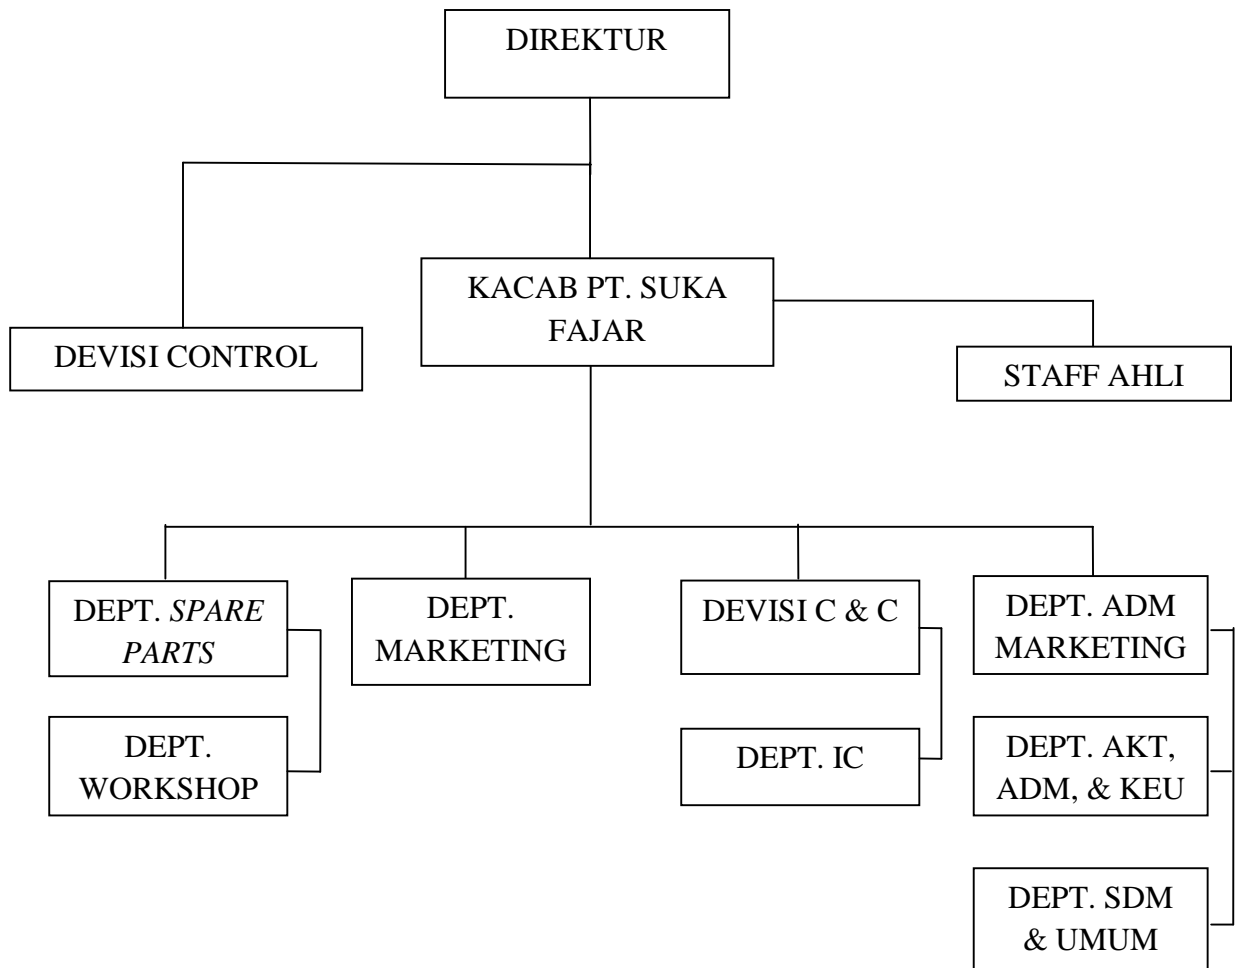 DIREKTUR
KACAB PT. SUKA
FAJAR
DEVISI CONTROL
STAFF AHLI
DEPT. SPARE
PARTS
DEPT.
MARKETING
DEVISI C & C
DEPT. ADM
MARKETING
DEPT.
WORKSHOP
DEPT. IC
DEPT. AKT,
ADM, & KEU
DEPT. SDM
& UMUM